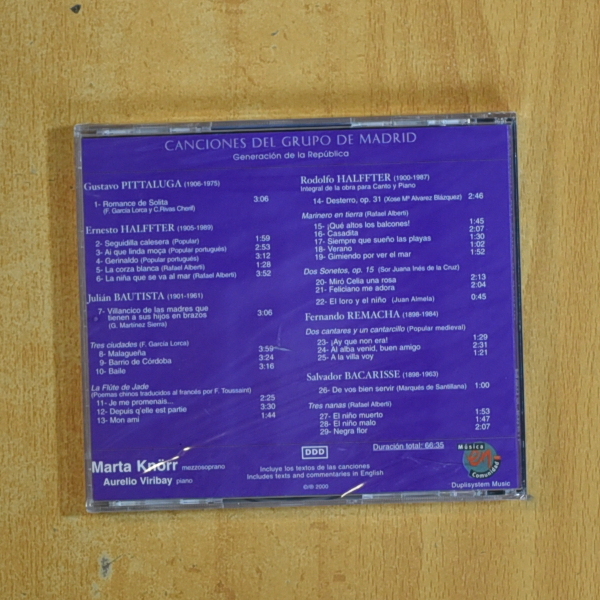 CANCIONES DEL GRUPO DE MADRID
Generación de la República
Gustavo PITTALUGA (1906-1975)
1- Romance de Solita 3:06
(F. García Lorca y C.Rivas Cherif)
Ernesto HALFFTER (1905-1989)
2- Seguidilla calesera (Popular) 1:59
3- Ai que linda moça (Popular portugués) 2:53
4- Gerinaldo (Popular portugués) 3:12
5- La corza blanca (Rafael Alberti) 1:28
6- La niña que se va al mar (Rafael Alberti) 3:52
Julián BAUTISTA (1901-1961)
7- Villancico de las madres que 3:06
tienen a sus hijos en brazos
(G. Martínez Sierra)
Tres ciudades (F. García Lorca)
8- Malagueña 3:59
9- Barrio de Córdoba 3:24
10- Baile 3:16
La Flûte de Jade
(Poemas chinos traducidos al francés por F. Toussaint)
11- Je me promenais... 2:25
12- Depuis q'elle est partie 3:30
13- Mon ami 1:44
Marta Knörr mezzosoprano
Aurelio Viribay piano
Rodolfo HALFFTER (1900-1987)
Integral de la obra para Canto y Piano
14- Desterro, op. 31 (Xose Mª Alvarez Blázquez) 2:46
Marinero en tierra (Rafael Alberti)
15- ¡Qué altos los balcones! 1:45
16- Casadita 2:07
17- Siempre que sueño las playas 1:30
18- Verano 1:02
19- Gimiendo por ver el mar 1:52
Dos Sonetos, op. 15 (Sor Juana Inés de la Cruz)
20- Miró Celia una rosa 2:13
21- Feliciano me adora 2:04
22- El loro y el niño (Juan Almela) 0:45
Fernando REMACHA (1898-1984)
Dos cantares y un cantarcillo (Popular medieval)
23- ¡Ay que non era! 1:29
24- Al alba venid, buen amigo 2:31
25- A la villa voy 1:21
Salvador BACARISSE (1898-1963)
26- De vos bien servir (Marqués de Santillana) 1:00
Tres nanas (Rafael Alberti)
27- El niño muerto 1:53
28- El niño malo 1:47
29- Negra flor 2:07
DDD
Duración total: 66:35
Incluye los textos de las canciones
Includes texts and commentaries in English
©/℗ 2000
Música
en
Comunidad
Duplisystem Music